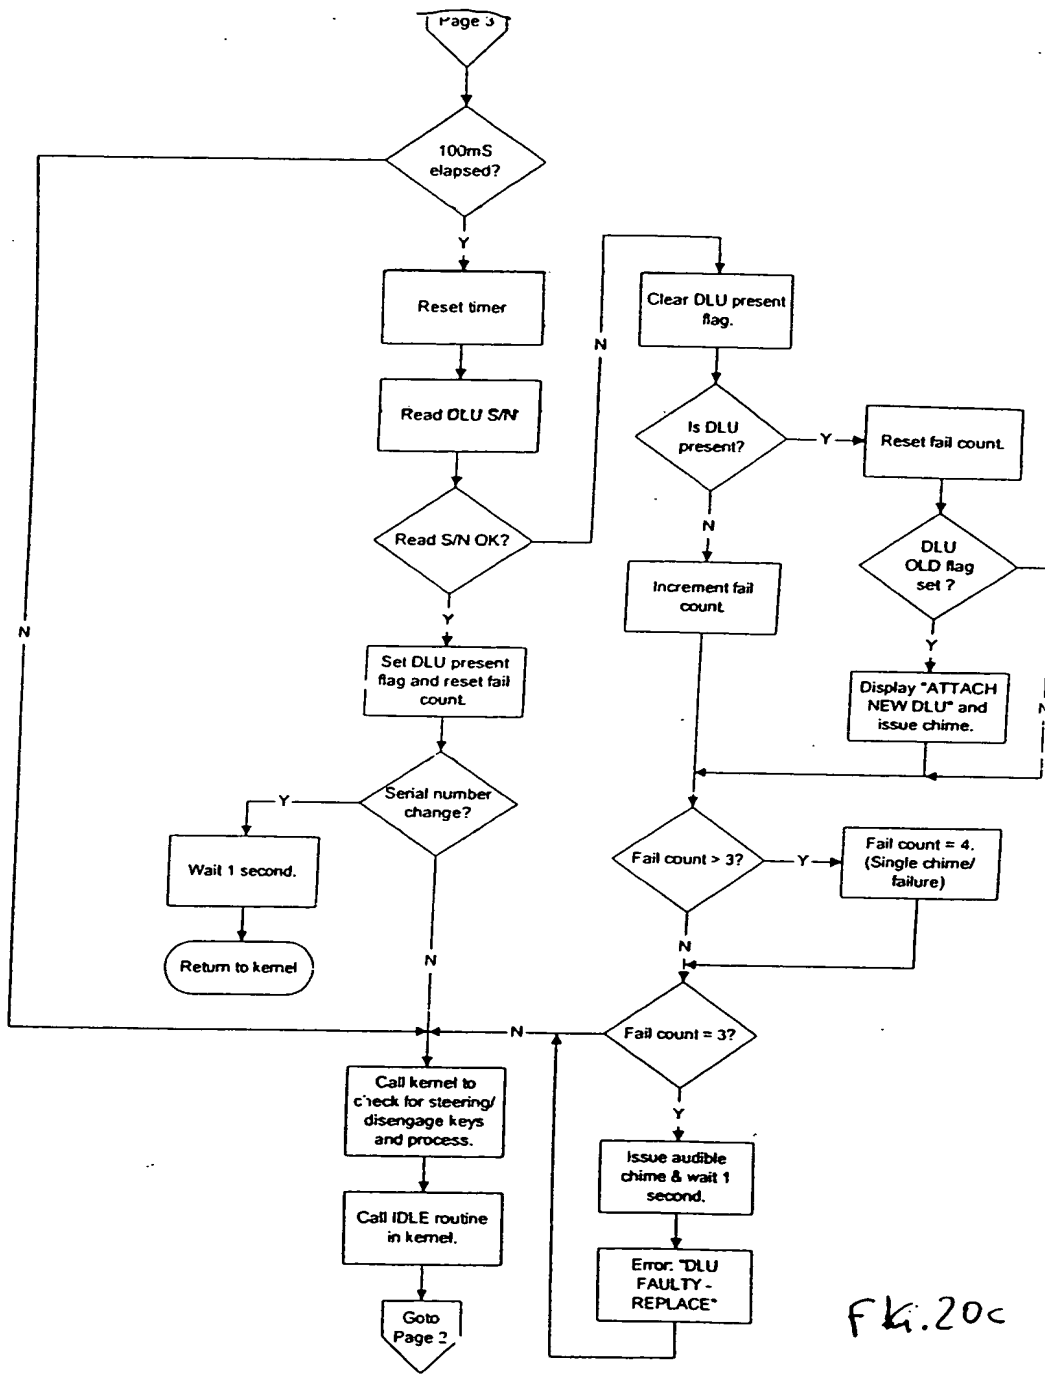 Page 3
100mS
elapsed?
Y
N
Reset timer
Read DLU S/N
Read S/N OK?
N
Y
Set DLU present
flag and reset fail
count.
Serial number
change?
Y
Wait 1 second.
Return to kernel
N
Clear DLU present
flag.
Is DLU
present?
Y
Reset fail count.
N
Increment fail
count.
DLU
OLD flag
set ?
Y
N
Display "ATTACH
NEW DLU" and
issue chime.
Fail count > 3?
Y
Fail count = 4.
(Single chime/
failure)
N
Fail count = 3?
N
Y
Issue audible
chime & wait 1
second.
Error: "DLU
FAULTY -
REPLACE"
Call kernel to
check for steering/
disengage keys
and process.
Call IDLE routine
in kernel.
Goto
Page 2
FIG. 20c